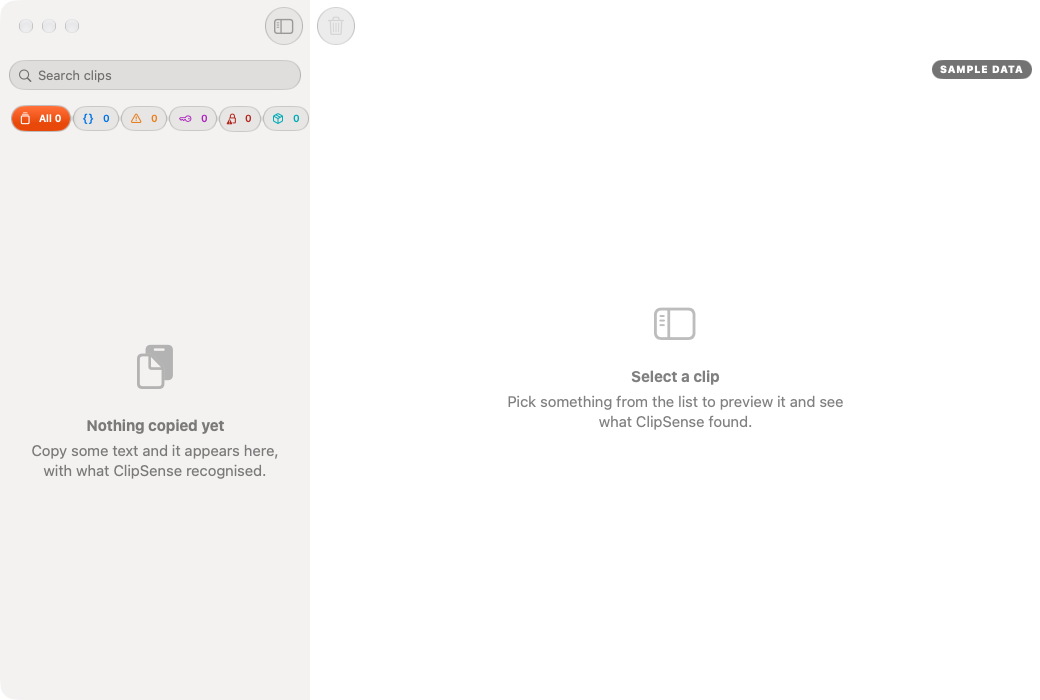 Search clips
SAMPLE DATA
All 0
{} 0
0
0
0
0
Select a clip
Pick something from the list to preview it and see
what ClipSense found.
Nothing copied yet
Copy some text and it appears here,
with what ClipSense recognised.